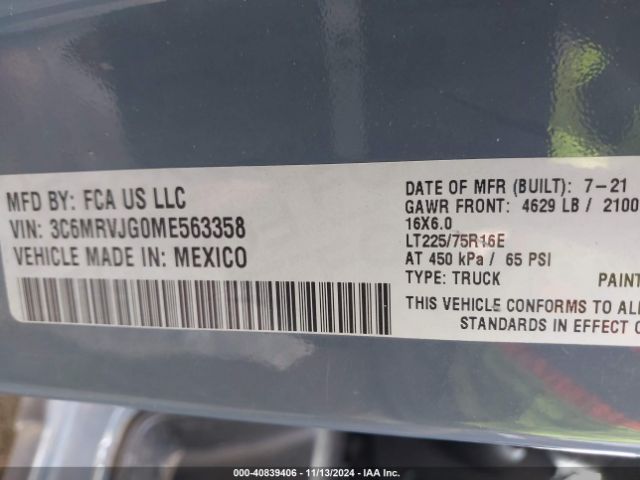 MFD BY: FCA US LLC
VIN: 3C6MRVJG0ME563358
VEHICLE MADE IN: MEXICO
DATE OF MFR (BUILT): 7-21
GAWR FRONT: 4629 LB / 2100
16X6.0
LT225/75R16E
AT 450 kPa / 65 PSI
TYPE: TRUCK PAINT
THIS VEHICLE CONFORMS TO ALL
STANDARDS IN EFFECT
000-40839406 - 11/13/2024 - IAA Inc.